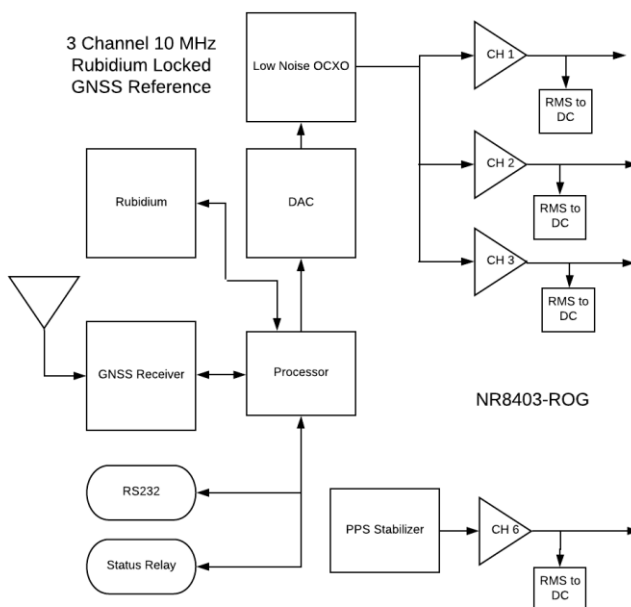 3 Channel 10 MHz
Rubidium Locked
GNSS Reference
Low Noise OCXO
CH 1
RMS to
DC
Rubidium
DAC
CH 2
RMS to
DC
CH 3
RMS to
DC
GNSS Receiver
Processor
NR8403-ROG
RS232
PPS Stabilizer
CH 6
Status Relay
RMS to
DC